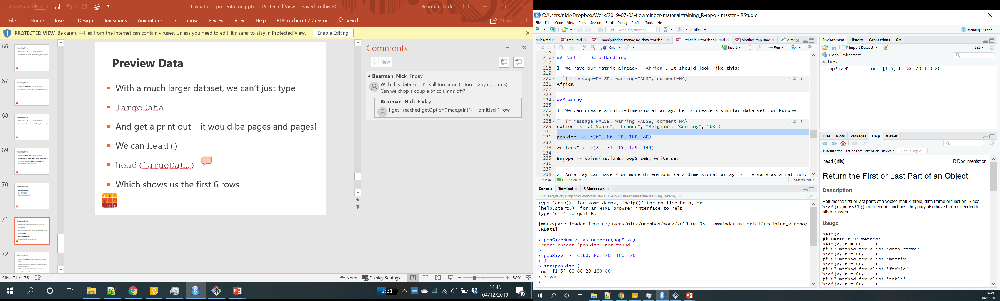 AutoSave Off
1-what-is-r-presentation.pptx - Protected View - Saved to this PC
Bearman, Nick
File Home Insert Design Transitions Animations Slide Show Review View Help PDF Architect 7 Creator Search
Share
PROTECTED VIEW Be careful—files from the Internet can contain viruses. Unless you need to edit, it's safer to stay in Protected View. Enable Editing
66
67
68
69
70
71
72
Preview Data
With a much larger dataset, we can't just type
largeData
And get a print out – it would be pages and pages!
We can head()
head(largeData)
Which shows us the first 6 rows
Comments
New
Bearman, Nick Friday
With this data set, it's still too large (1 too many columns).
Can we chop a couple of columns off?
Bearman, Nick Friday
I get [ reached getOption("max.print") -- omitted 1 row ]
Slide 71 of 76
Notes Display Settings 58%
2:31
box
14:45
04/12/2019
10
C:/Users/nick/Dropbox/Work/2019-07-03-flowminder-material/training_R-repo - master - RStudio
File Edit Code View Plots Session Build Debug Profile Tools Help
Go to file/function Addins
training_R-repo
ysis.Rmd tmp.Rmd 2-manipulating-managing-data-workbo... 1-what-is-r-workbook.Rmd plotting-tmp.Rmd 2-ma
ABC Knit Insert Run
215
216 ## Part 3 - Data Handling
217
218 1. We have our matrix already, `Africa`. It should look like this:
219
220 ```{r message=FALSE, warning=FALSE, comment=NA}
221 Africa
222 ```
223
224 ### Array
225
226 1. We can create a multi-dimensional array. Let's create a similar data set for Europe:
227
228 ```{r message=FALSE, warning=FALSE, comment=NA}
229 nationE <- c("Spain", "France", "Belgium", "Germany", "UK")
230
231 popSizeE <- c(60, 86, 20, 100, 80)
232
233 writersE <- c(21, 33, 15, 129, 144)
234
235 Europe <- cbind(nationE, popSizeE, writersE)
236 ```
237
238 2. An array can have 2 or more dimensions (a 2 dimensional array is the same as a matrix).
231:34 Chunk 26 R Markdown
Console Terminal R Markdown
C:/Users/nick/Dropbox/Work/2019-07-03-flowminder-material/training_R-repo/
Type 'demo()' for some demos, 'help()' for on-line help, or
'help.start()' for an HTML browser interface to help.
Type 'q()' to quit R.
[Workspace loaded from C:/Users/nick/Dropbox/Work/2019-07-03-flowminder-material/training_R-repo/
.RData]
> popSizeNum <- as.numeric(popSize)
Error: object 'popSize' not found
>
> popSizeE <- c(60, 86, 20, 100, 80
+ )
> str(popSizeE)
num [1:5] 60 86 20 100 80
> ?head
>
Environment History Connections Git
Import Dataset List
Global Environment
Values
popSizeE num [1:5] 60 86 20 100 80
Files Plots Packages Help Viewer
R: Return the First or Last Part of an Object Find in Topic
head {utils} R Documentation
Return the First or Last Part of an Object
Description
Returns the first or last parts of a vector, matrix, table, data frame or function. Since
head() and tail() are generic functions, they may also have been extended to
other classes.
Usage
head(x, ...)
## Default S3 method:
head(x, n = 6L, ...)
## S3 method for class 'data.frame'
head(x, n = 6L, ...)
## S3 method for class 'matrix'
head(x, n = 6L, ...)
## S3 method for class 'ftable'
head(x, n = 6L, ...)
## S3 method for class 'table'
head(x, n = 6L, ...)
14:45
04/12/2019